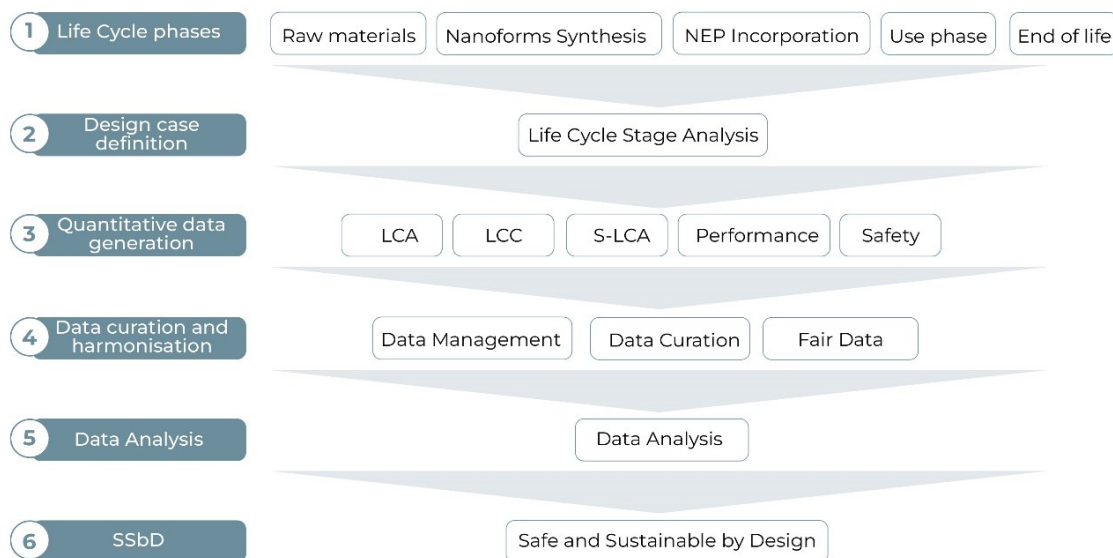 1 Life Cycle phases Raw materials Nanoforms Synthesis NEP Incorporation Use phase End of life
2 Design case
definition Life Cycle Stage Analysis
3 Quantitative data
generation LCA LCC S-LCA Performance Safety
4 Data curation and
harmonisation Data Management Data Curation Fair Data
5 Data Analysis Data Analysis
6 SSbD Safe and Sustainable by Design